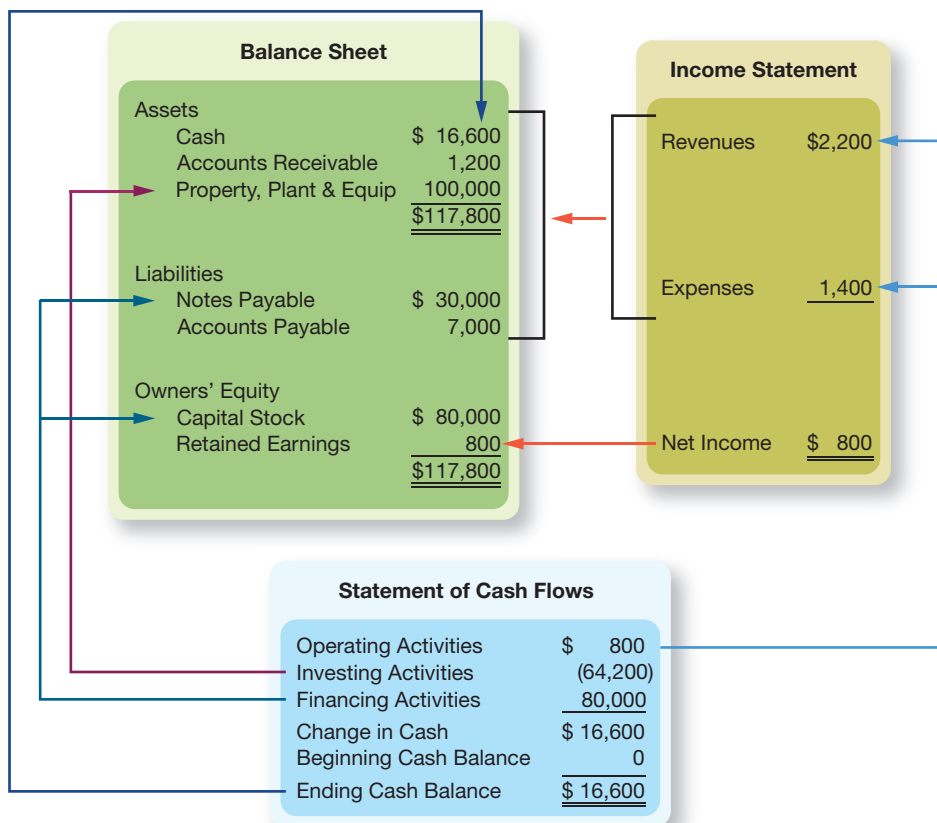 Balance Sheet
Assets
Cash $ 16,600
Accounts Receivable 1,200
Property, Plant & Equip 100,000
$117,800
Liabilities
Notes Payable $ 30,000
Accounts Payable 7,000
Owners’ Equity
Capital Stock $ 80,000
Retained Earnings 800
$117,800
Income Statement
Revenues $2,200
Expenses 1,400
Net Income $ 800
Statement of Cash Flows
Operating Activities $ 800
Investing Activities (64,200)
Financing Activities 80,000
Change in Cash $ 16,600
Beginning Cash Balance 0
Ending Cash Balance $ 16,600